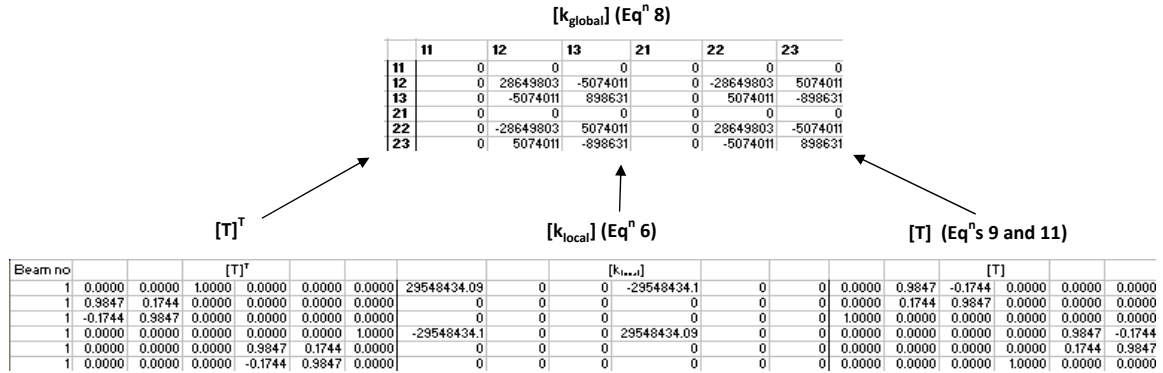 [kglobal] (Eqn 8)
11 12 13 21 22 23
11 0 0 0 0 0 0
12 0 28649803 -5074011 0 -28649803 5074011
13 0 -5074011 898631 0 5074011 -898631
21 0 0 0 0 0 0
22 0 -28649803 5074011 0 28649803 -5074011
23 0 5074011 -898631 0 -5074011 898631
[T]T [klocal] (Eqn 6) [T] (Eqns 9 and 11)
Beam no [T]T [klocal] [T]
1 0.0000 0.0000 1.0000 0.0000 0.0000 0.0000 29548434.09 0 0 -29548434.1 0 0 0.0000 0.9847 -0.1744 0.0000 0.0000 0.0000
1 0.9847 0.1744 0.0000 0.0000 0.0000 0.0000 0 0 0 0 0 0 0.0000 0.1744 0.9847 0.0000 0.0000 0.0000
1 -0.1744 0.9847 0.0000 0.0000 0.0000 0.0000 0 0 0 0 0 0 1.0000 0.0000 0.0000 0.0000 0.0000 0.0000
1 0.0000 0.0000 0.0000 0.0000 0.0000 1.0000 -29548434.1 0 0 29548434.09 0 0 0.0000 0.0000 0.0000 0.0000 0.9847 -0.1744
1 0.0000 0.0000 0.0000 0.9847 0.1744 0.0000 0 0 0 0 0 0 0.0000 0.0000 0.0000 0.0000 0.1744 0.9847
1 0.0000 0.0000 0.0000 -0.1744 0.9847 0.0000 0 0 0 0 0 0 0.0000 0.0000 0.0000 1.0000 0.0000 0.0000